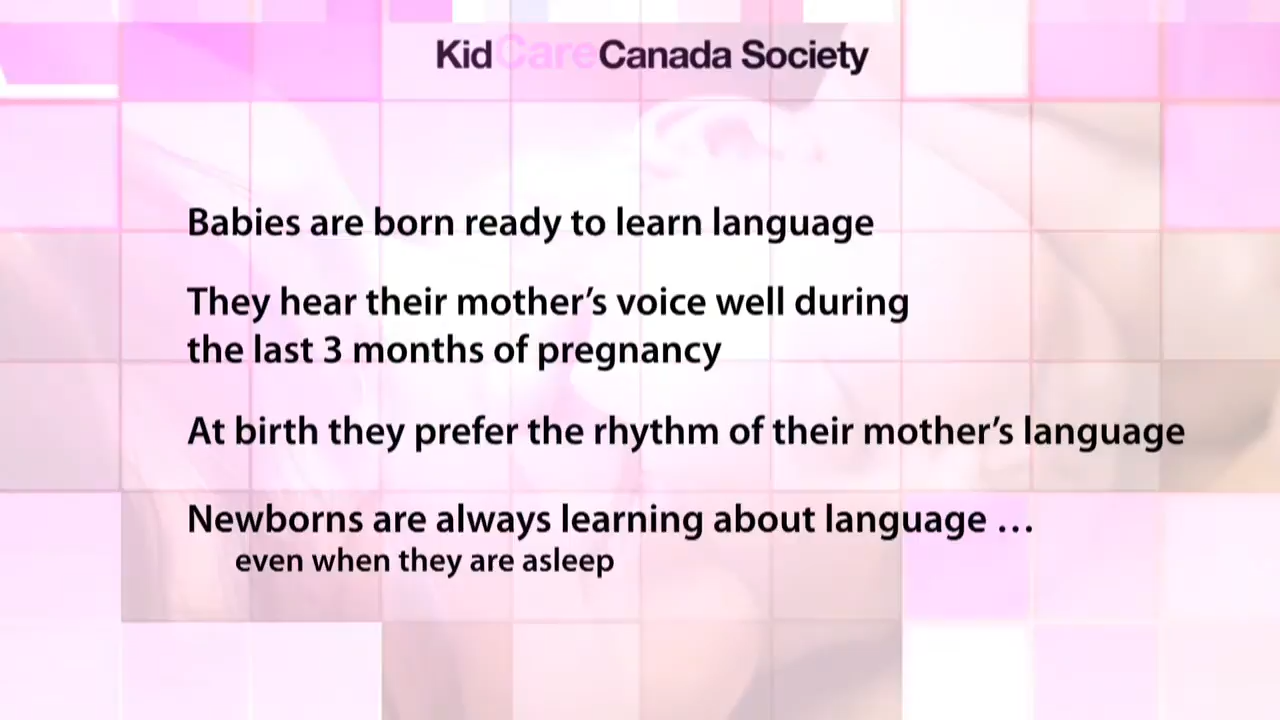 KidCareCanada Society
Babies are born ready to learn language
They hear their mother’s voice well during
the last 3 months of pregnancy
At birth they prefer the rhythm of their mother’s language
Newborns are always learning about language …
even when they are asleep